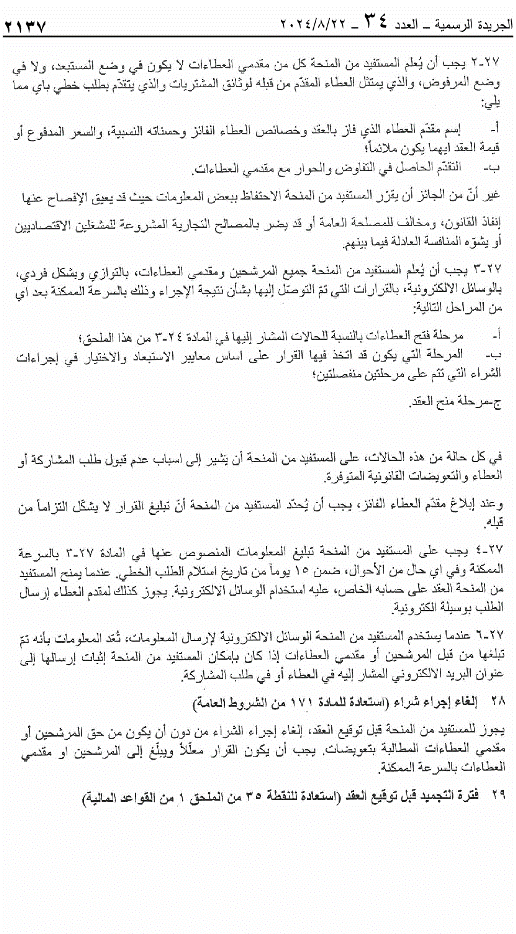 الجريدة الرسمية ـ العدد ٣٤ ـ ٢٠٢٤/٨/٢٢
٢١٣٧
٢٧-٢ يجب أن يُعلم المستفيد من المنحة كل من مقدمي العطاءات لا يكون في وضع المستبعد، ولا في
وضع المرفوض، والذي يمتثل العطاء المقدّم من قبله لوثائق المشتريات والذي يتقدّم بطلب خطي بأي مما
يلي:
أ- إسم مقدّم العطاء الذي فاز بالعقد وخصائص العطاء الفائز وحسناته النسبية، والسعر المدفوع أو
قيمة العقد ايهما يكون ملائماً؛
ب- التقدّم الحاصل في التفاوض والحوار مع مقدمي العطاءات.
غير أنّ من الجائز أن يقرّر المستفيد من المنحة الاحتفاظ ببعض المعلومات حيث قد يعيق الإفصاح عنها
إنفاذ القانون، ومخالف للمصلحة العامة أو قد يضر بالمصالح التجارية المشروعة للمشغلين الاقتصاديين
أو يشوّه المنافسة العادلة فيما بينهم.
٢٧-٣ يجب أن يُعلم المستفيد من المنحة جميع المرشحين ومقدمي العطاءات، بالتوازي وبشكل فردي،
بالوسائل الالكترونية، بالقرارات التي تمّ التوصّل إليها بشأن نتيجة الإجراء وذلك بالسرعة الممكنة بعد اي
من المراحل التالية:
أ- مرحلة فتح العطاءات بالنسبة للحالات المشار إليها في المادة ٢٤-٣ من هذا الملحق؛
ب- المرحلة التي يكون قد اتخذ فيها القرار على اساس معايير الاستبعاد والاختيار في إجراءات
الشراء التي تتم على مرحلتين منفصلتين؛
ج-مرحلة منح العقد.
في كل حالة من هذه الحالات، على المستفيد من المنحة أن يشير إلى اسباب عدم قبول طلب المشاركة أو
العطاء والتعويضات القانونية المتوفرة.
وعند إبلاغ مقدّم العطاء الفائز، يجب أن يحدّد المستفيد من المنحة أنّ تبليغ القرار لا يشكّل التزاماً من
قبله.
٢٧-٤ يجب على المستفيد من المنحة تبليغ المعلومات المنصوص عنها في المادة ٢٧-٣ بالسرعة
الممكنة وفي اي حال من الأحوال، ضمن ١٥ يوماً من تاريخ استلام الطلب الخطي. عندما يمنح المستفيد
من المنحة العقد على حسابه الخاص، عليه استخدام الوسائل الالكترونية. يجوز كذلك لمقدم العطاء إرسال
الطلب بوسيلة الكترونية.
٢٧-٦ عندما يستخدم المستفيد من المنحة الوسائل الالكترونية لإرسال المعلومات، تُعَد المعلومات بأنه تمّ
تبلغها من قبل المرشحين أو مقدمي العطاءات إذا كان بإمكان المستفيد من المنحة إثبات إرسالها إلى
عنوان البريد الالكتروني المشار إليه في العطاء أو في طلب المشاركة.
٢٨ إلغاء إجراء شراء (استعادة للمادة ١٧١ من الشروط العامة)
يجوز للمستفيد من المنحة قبل توقيع العقد، إلغاء إجراء الشراء من دون أن يكون من حق المرشحين أو
مقدمي العطاءات المطالبة بتعويضات. يجب أن يكون القرار معلّلاً ويبلّغ إلى المرشحين او مقدمي
العطاءات بالسرعة الممكنة.
٢٩ فترة التجميد قبل توقيع العقد (استعادة للنقطة ٣٥ من الملحق ١ من القواعد المالية)